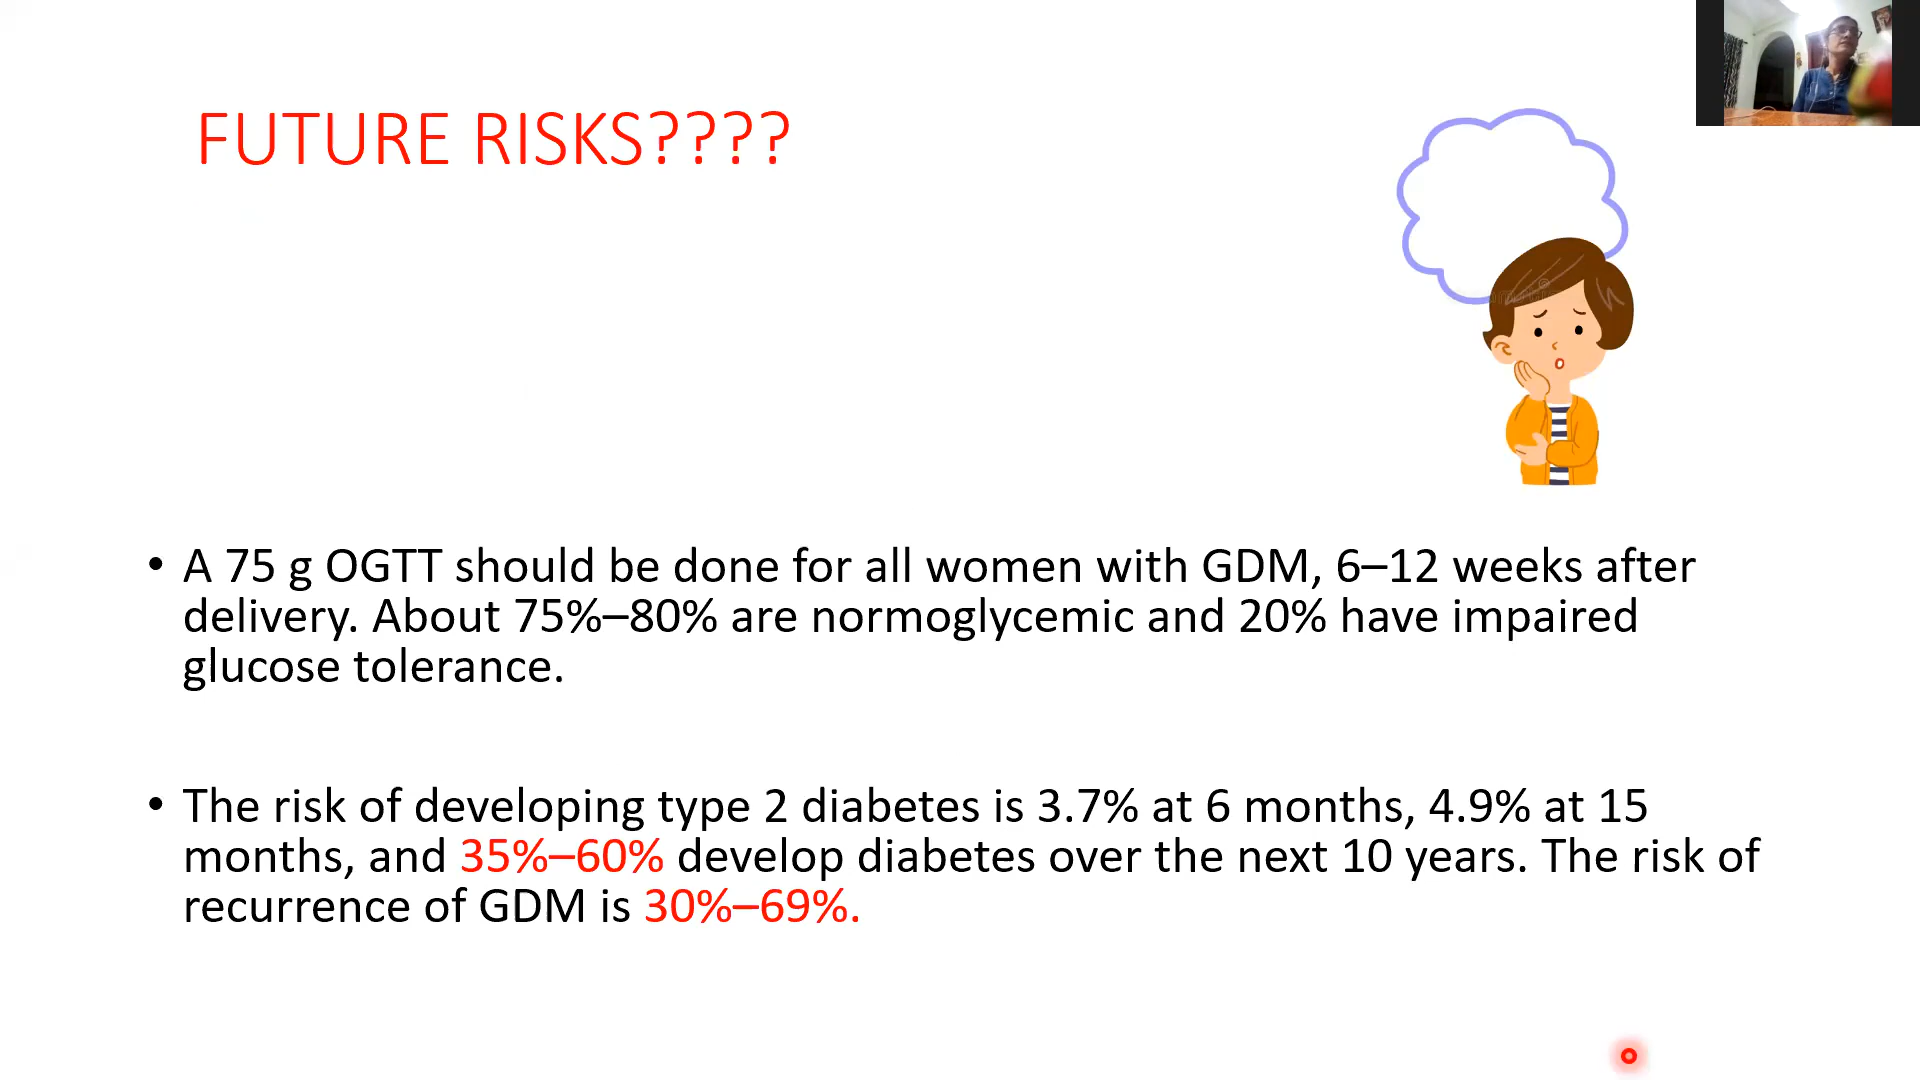 FUTURE RISKS????
• A 75 g OGTT should be done for all women with GDM, 6–12 weeks after
delivery. About 75%–80% are normoglycemic and 20% have impaired
glucose tolerance.
• The risk of developing type 2 diabetes is 3.7% at 6 months, 4.9% at 15
months, and 35%–60% develop diabetes over the next 10 years. The risk of
recurrence of GDM is 30%–69%.